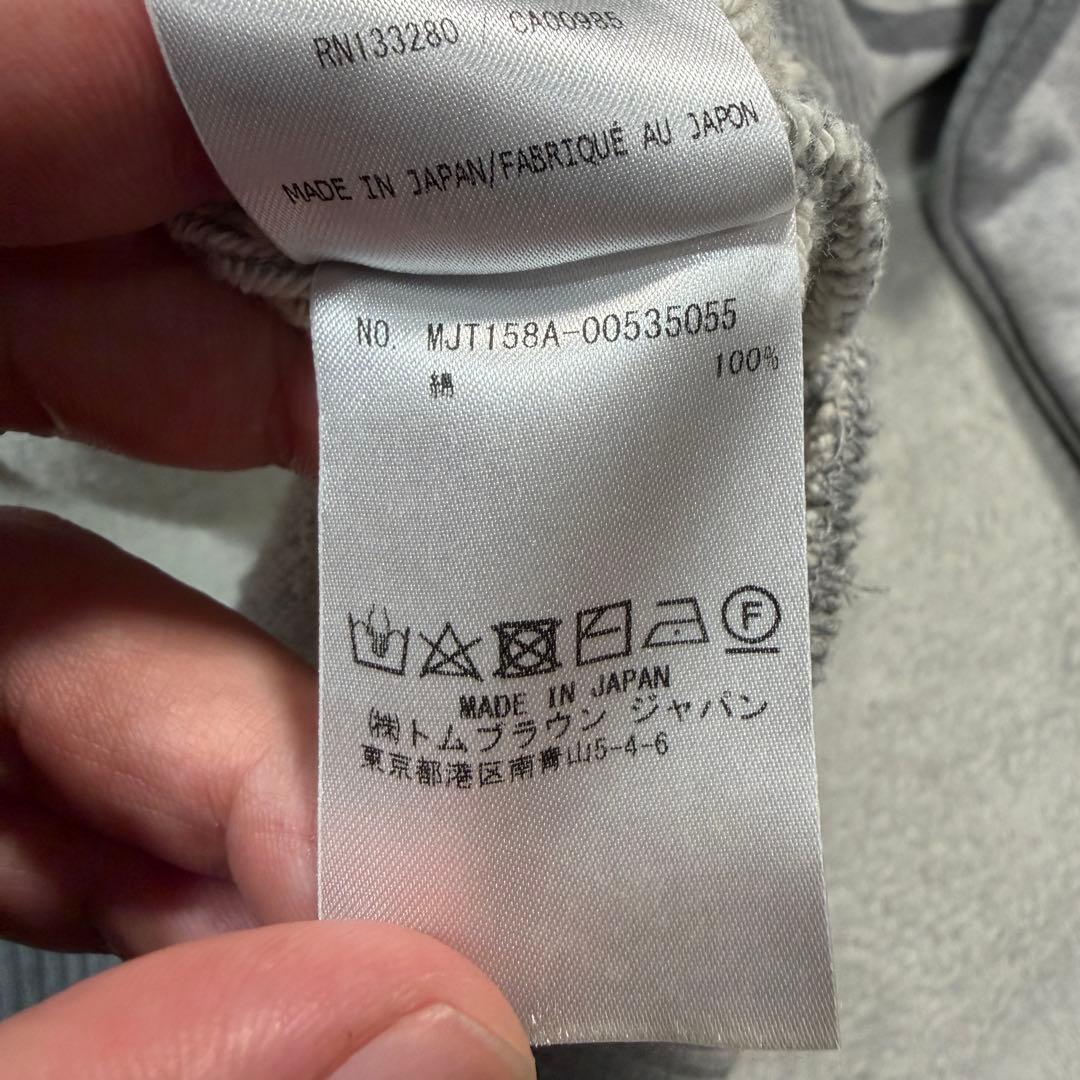 RN133280 / CA00985
MADE IN JAPAN/FABRIQUÉ AU JAPON
NO. MJT158A-00535055
綿 100%
F
MADE IN JAPAN
㈱トムブラウン ジャパン
東京都港区南青山5-4-6